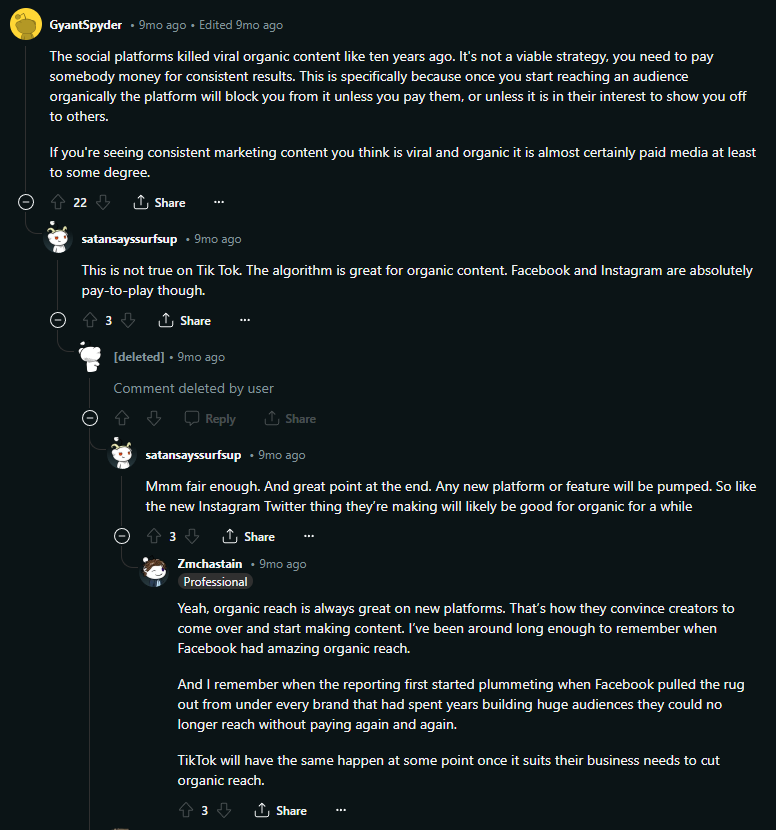 GyantSpyder • 9mo ago • Edited 9mo ago
The social platforms killed viral organic content like ten years ago. It's not a viable strategy, you need to pay
somebody money for consistent results. This is specifically because once you start reaching an audience
organically the platform will block you from it unless you pay them, or unless it is in their interest to show you off
to others.
If you're seeing consistent marketing content you think is viral and organic it is almost certainly paid media at least
to some degree.
22 Share ...
satansayssurfsup • 9mo ago
This is not true on Tik Tok. The algorithm is great for organic content. Facebook and Instagram are absolutely
pay-to-play though.
3 Share ...
[deleted] • 9mo ago
Comment deleted by user
Reply Share
satansayssurfsup • 9mo ago
Mmm fair enough. And great point at the end. Any new platform or feature will be pumped. So like
the new Instagram Twitter thing they’re making will likely be good for organic for a while
3 Share ...
Zmchastain • 9mo ago
Professional
Yeah, organic reach is always great on new platforms. That’s how they convince creators to
come over and start making content. I’ve been around long enough to remember when
Facebook had amazing organic reach.
And I remember when the reporting first started plummeting when Facebook pulled the rug
out from under every brand that had spent years building huge audiences they could no
longer reach without paying again and again.
TikTok will have the same happen at some point once it suits their business needs to cut
organic reach.
3 Share ...